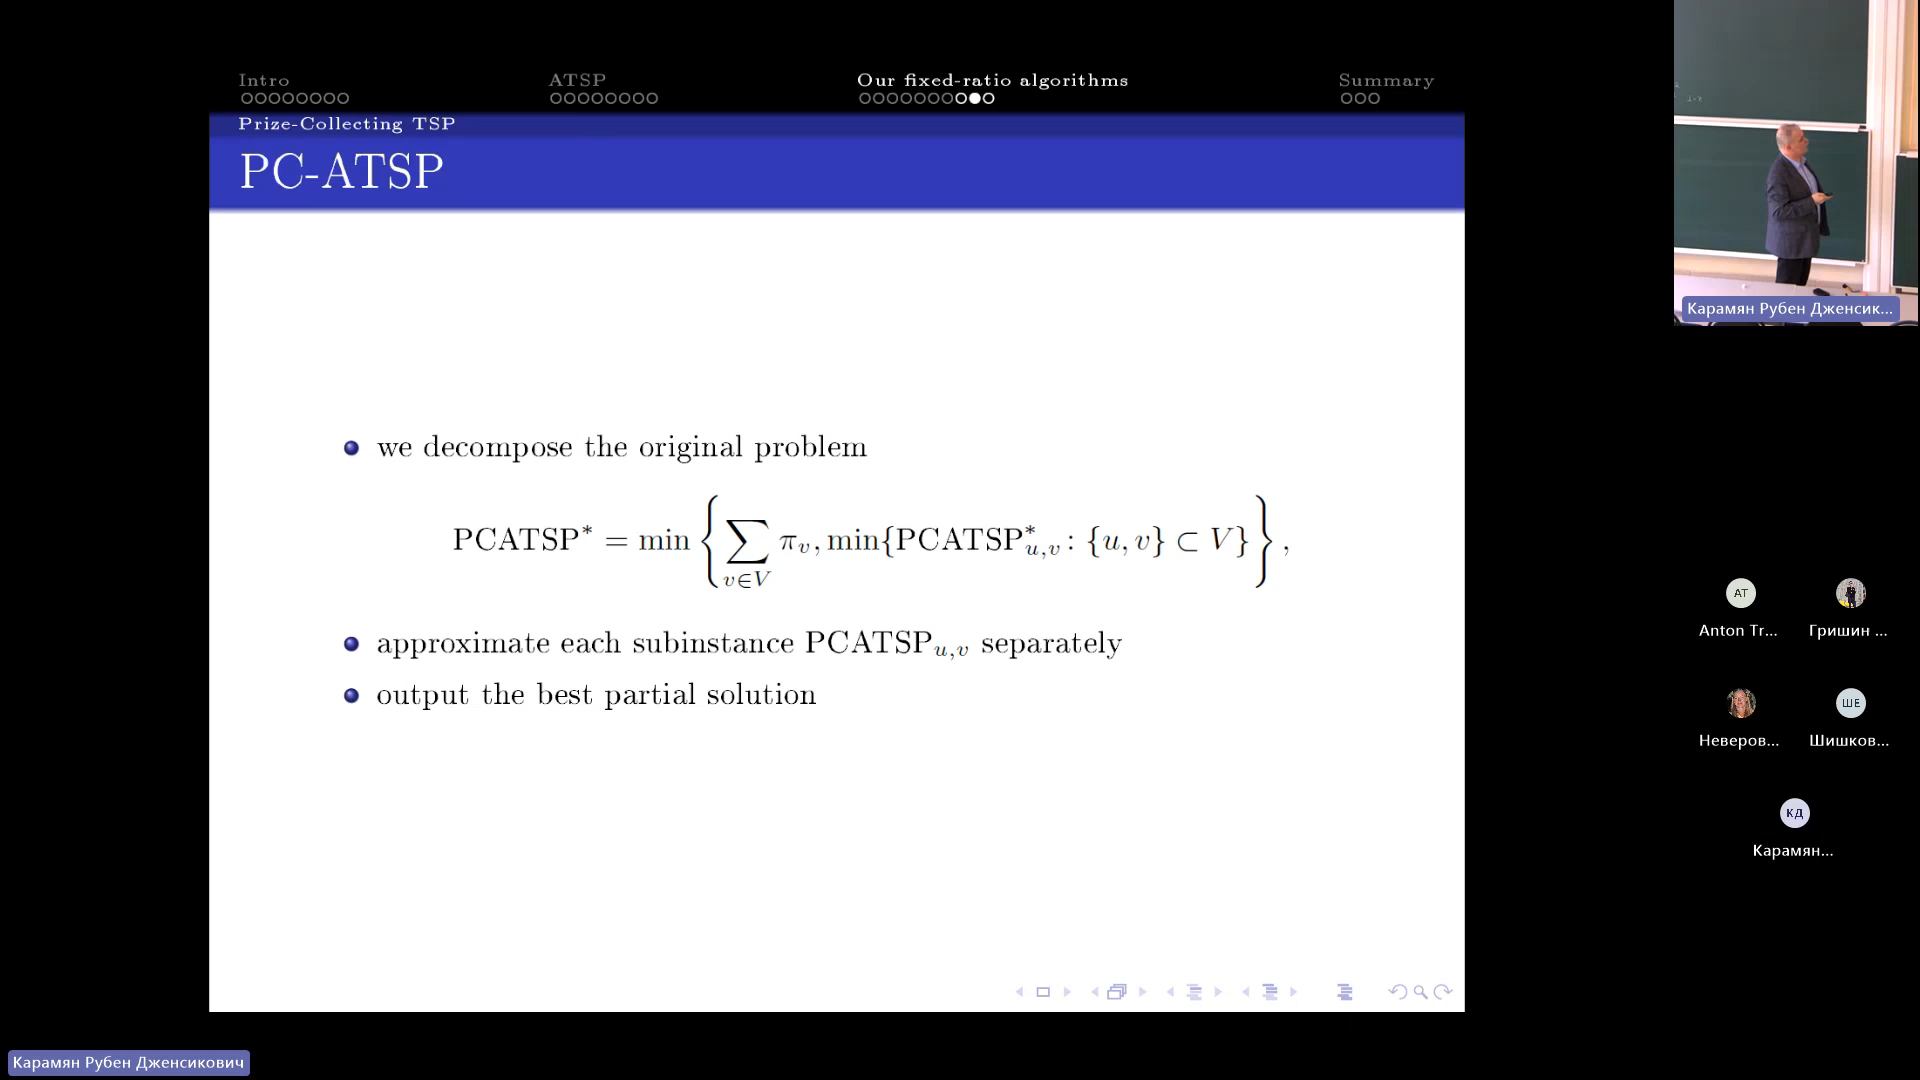 Intro
ATSP
Our fixed-ratio algorithms
Summary
Prize-Collecting TSP
PC-ATSP
we decompose the original problem
PCATSP* = min { ∑_{v∈V} π_v, min{PCATSP*_{u,v} : {u, v} ⊂ V} },
approximate each subinstance PCATSP_{u,v} separately
output the best partial solution
Карамян Рубен Дженсик...
AT
Anton Tr...
Гришин ...
Неверов...
ШЕ
Шишков...
КД
Карамян...
Карамян Рубен Дженсикович